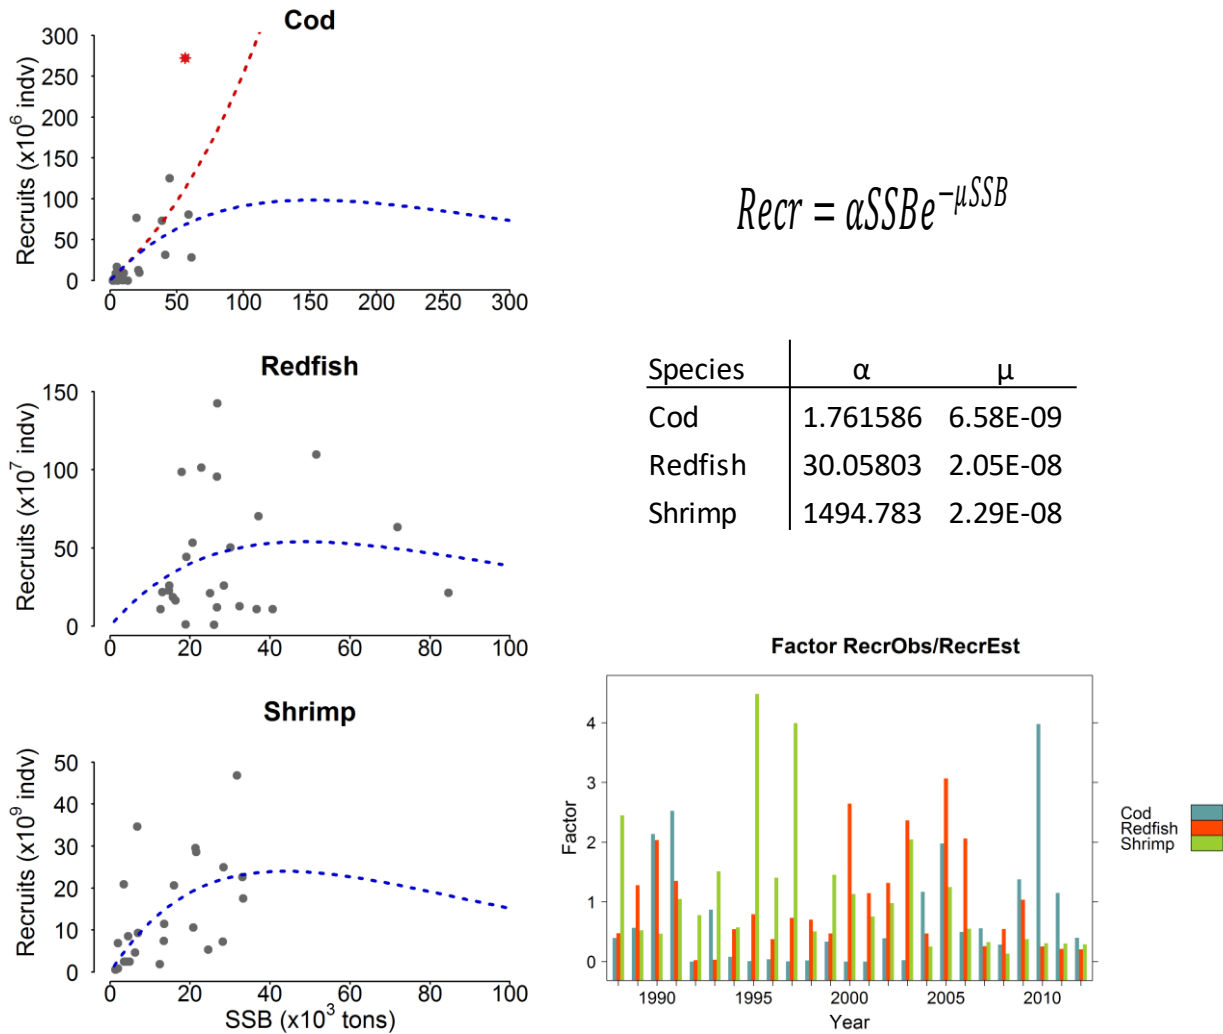 Cod
300
250
200
150
100
50
0
Recruits (x10⁶ indv)
0 50 100 150 200 250 300
Redfish
150
100
50
0
Recruits (x10⁷ indv)
0 20 40 60 80 100
Shrimp
50
40
30
20
10
0
Recruits (x10⁹ indv)
0 20 40 60 80 100
SSB (x10³ tons)
Recr = αSSBe^{-μSSB}
Species α μ
Cod 1.761586 6.58E-09
Redfish 30.05803 2.05E-08
Shrimp 1494.783 2.29E-08
Factor RecrObs/RecrEst
4
3
2
1
0
Factor
1990 1995 2000 2005 2010
Year
Cod
Redfish
Shrimp